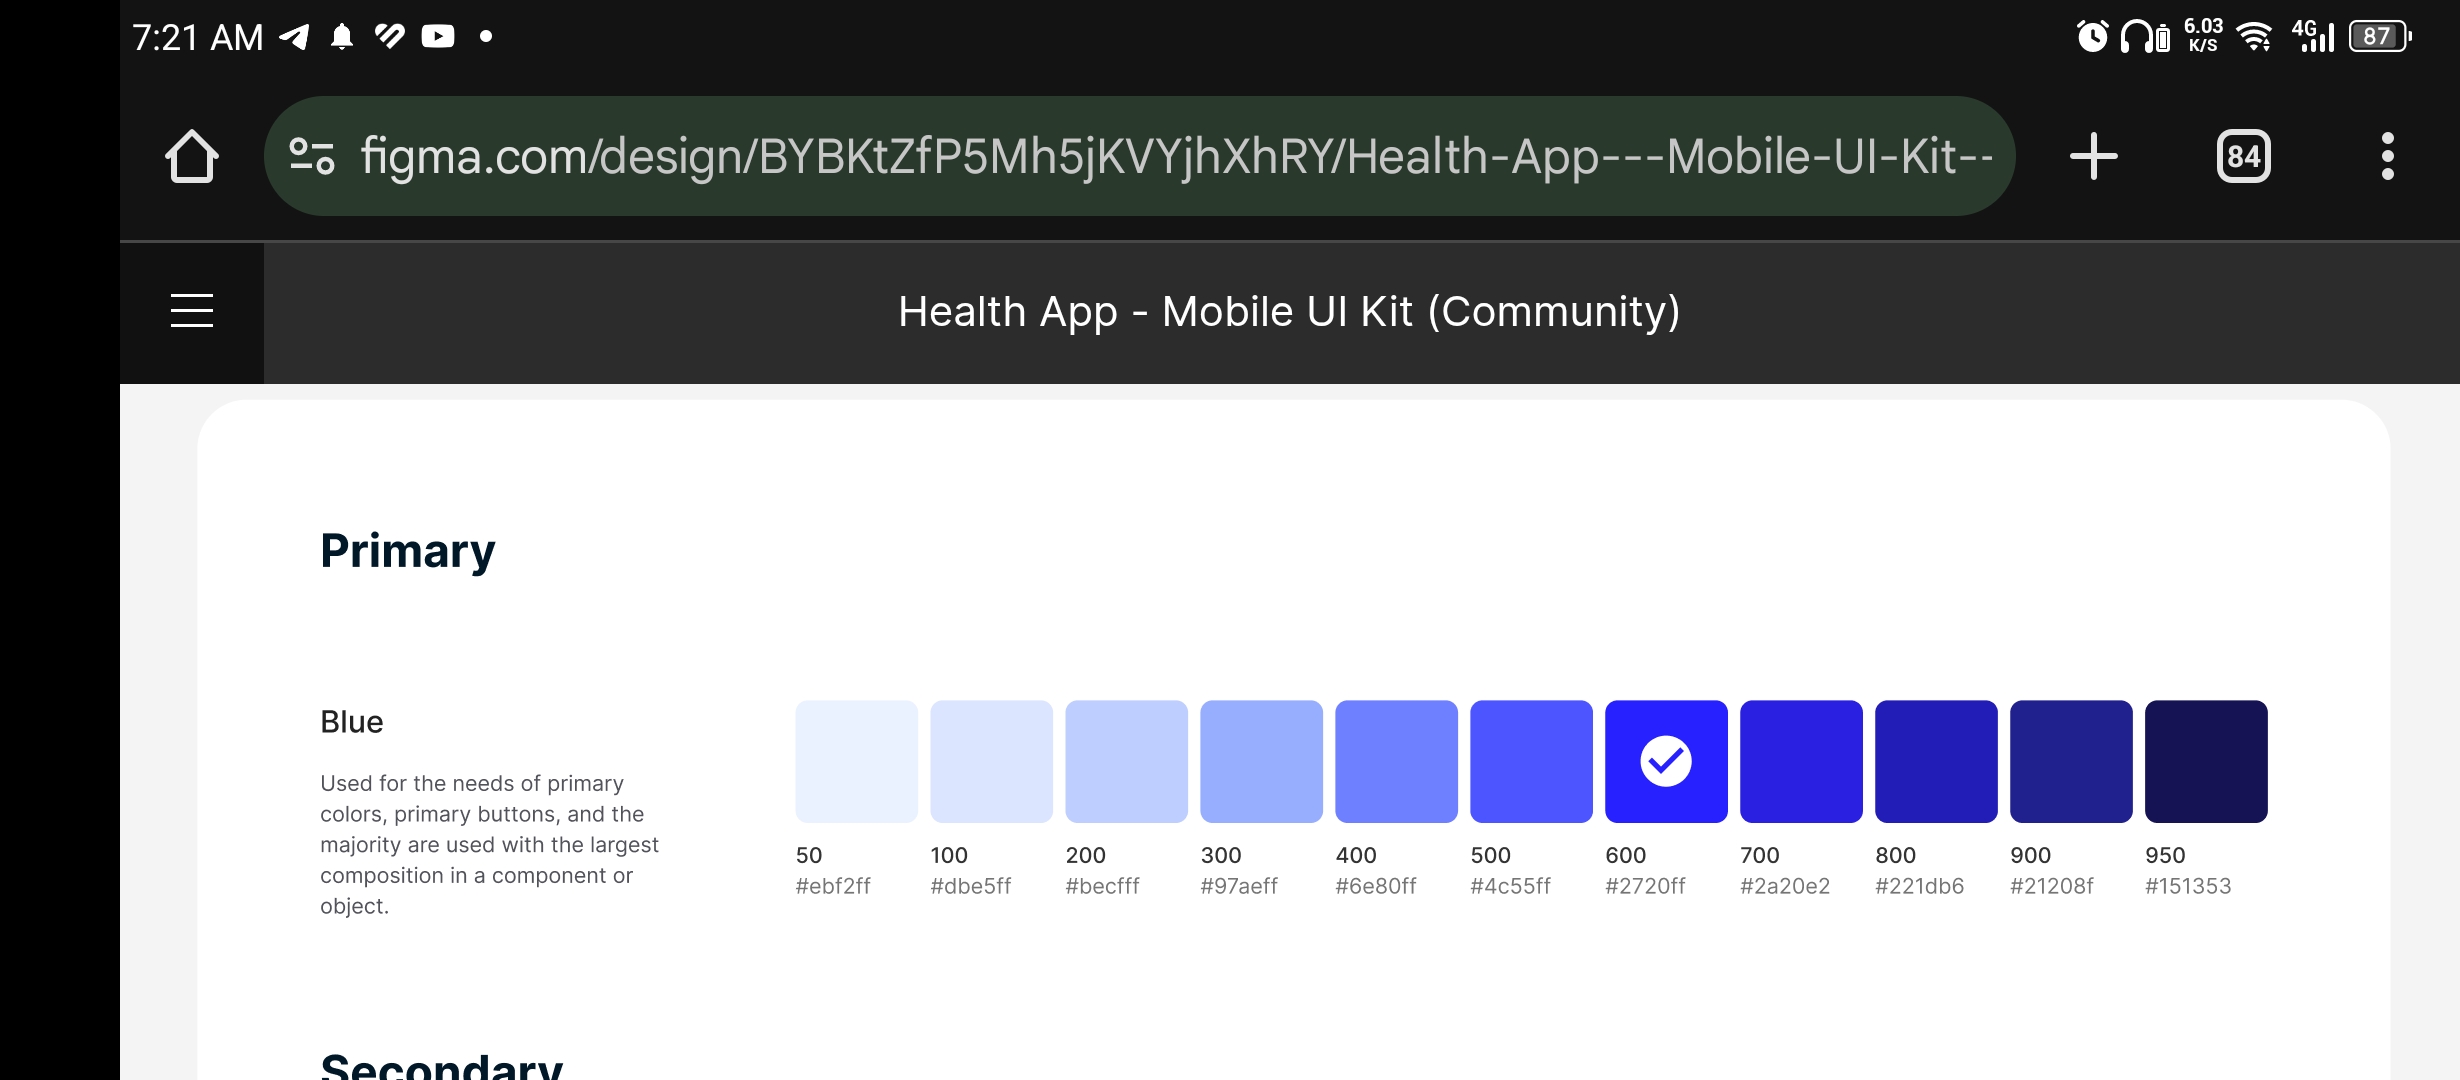 7:21 AM
6.03
K/S
4G
87
figma.com/design/BYBKtZfP5Mh5jKVYjhXhRY/Health-App---Mobile-UI-Kit--
84
Health App - Mobile UI Kit (Community)
Primary
Blue
Used for the needs of primary
colors, primary buttons, and the
majority are used with the largest
composition in a component or
object.
50 100 200 300 400 500 600 700 800 900 950
#ebf2ff #dbe5ff #becfff #97aeff #6e80ff #4c55ff #2720ff #2a20e2 #221db6 #21208f #151353
Secondary